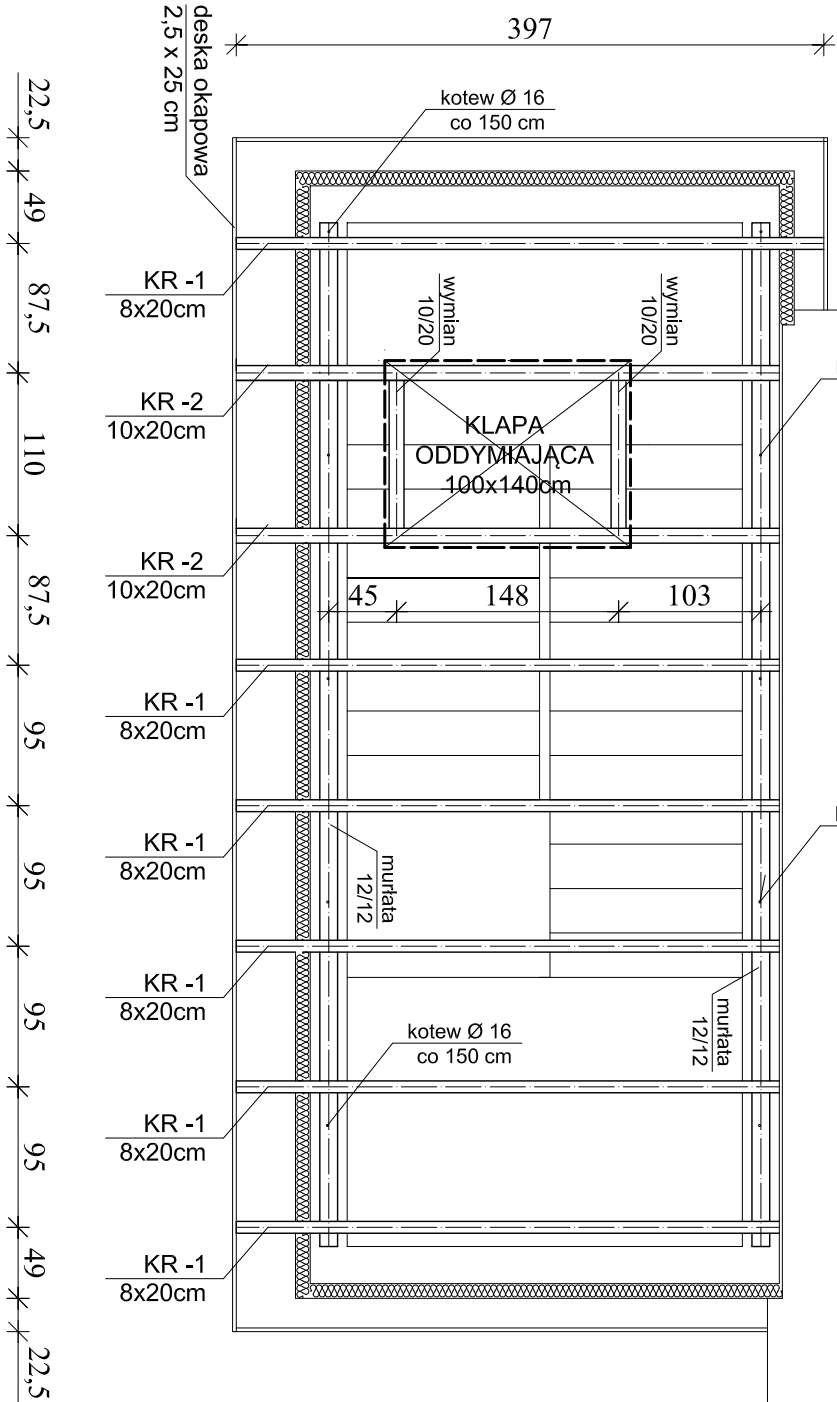 397
deska okapowa
2,5 x 25 cm
kotew Ø 16
co 150 cm
22,5
49
87,5
110
87,5
95
95
95
95
49
22,5
KR -1
8x20cm
wymian
10/20
wymian
10/20
KR -2
10x20cm
KLAPA
ODDYMIAJĄCA
100x140cm
KR -2
10x20cm
45
148
103
KR -1
8x20cm
KR -1
8x20cm
murłata
12/12
KR -1
8x20cm
murłata
12/12
kotew Ø 16
co 150 cm
KR -1
8x20cm
KR -1
8x20cm